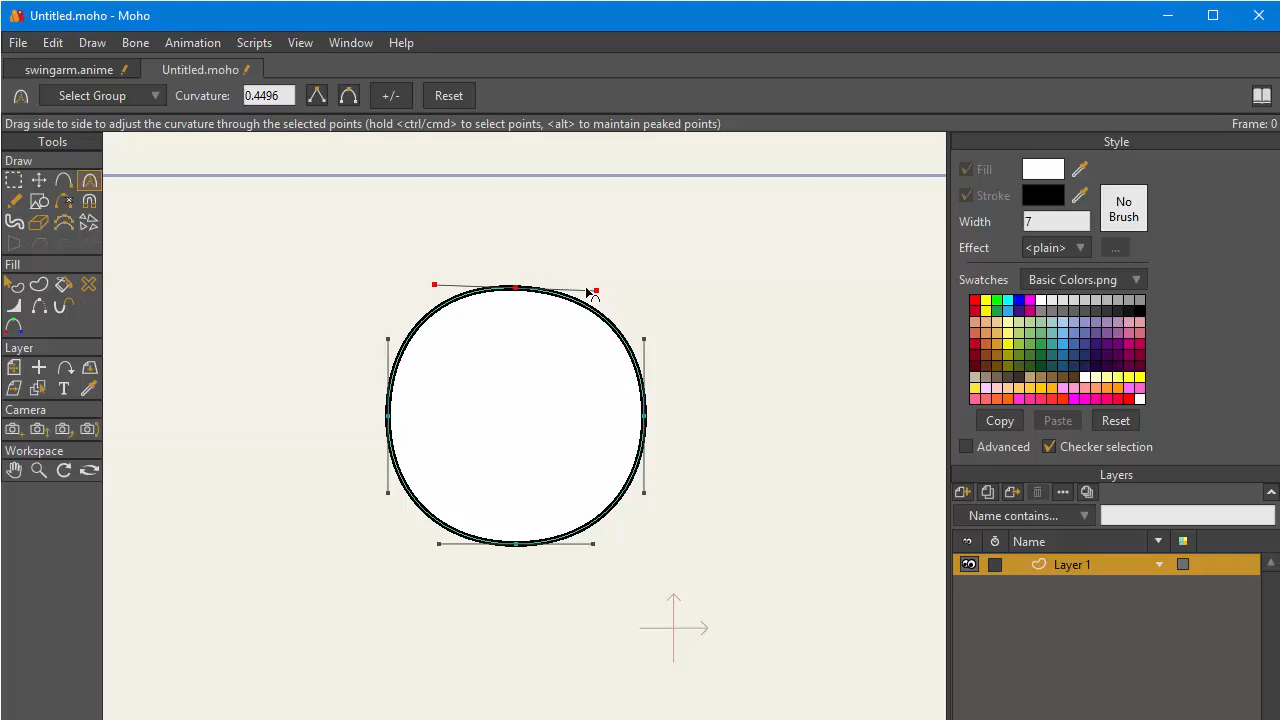 Untitled.moho - Moho
File Edit Draw Bone Animation Scripts View Window Help
swingarm.anime Untitled.moho
Select Group Curvature: 0.4496 +/- Reset
Drag side to side to adjust the curvature through the selected points (hold <ctrl/cmd> to select points, <alt> to maintain peaked points) Frame: 0
Tools
Draw
Fill
Layer
Camera
Workspace
Style
Fill
Stroke
No
Brush
Width 7
Effect <plain> ...
Swatches Basic Colors.png
Copy Paste Reset
Advanced Checker selection
Layers
Name contains...
Name
Layer 1